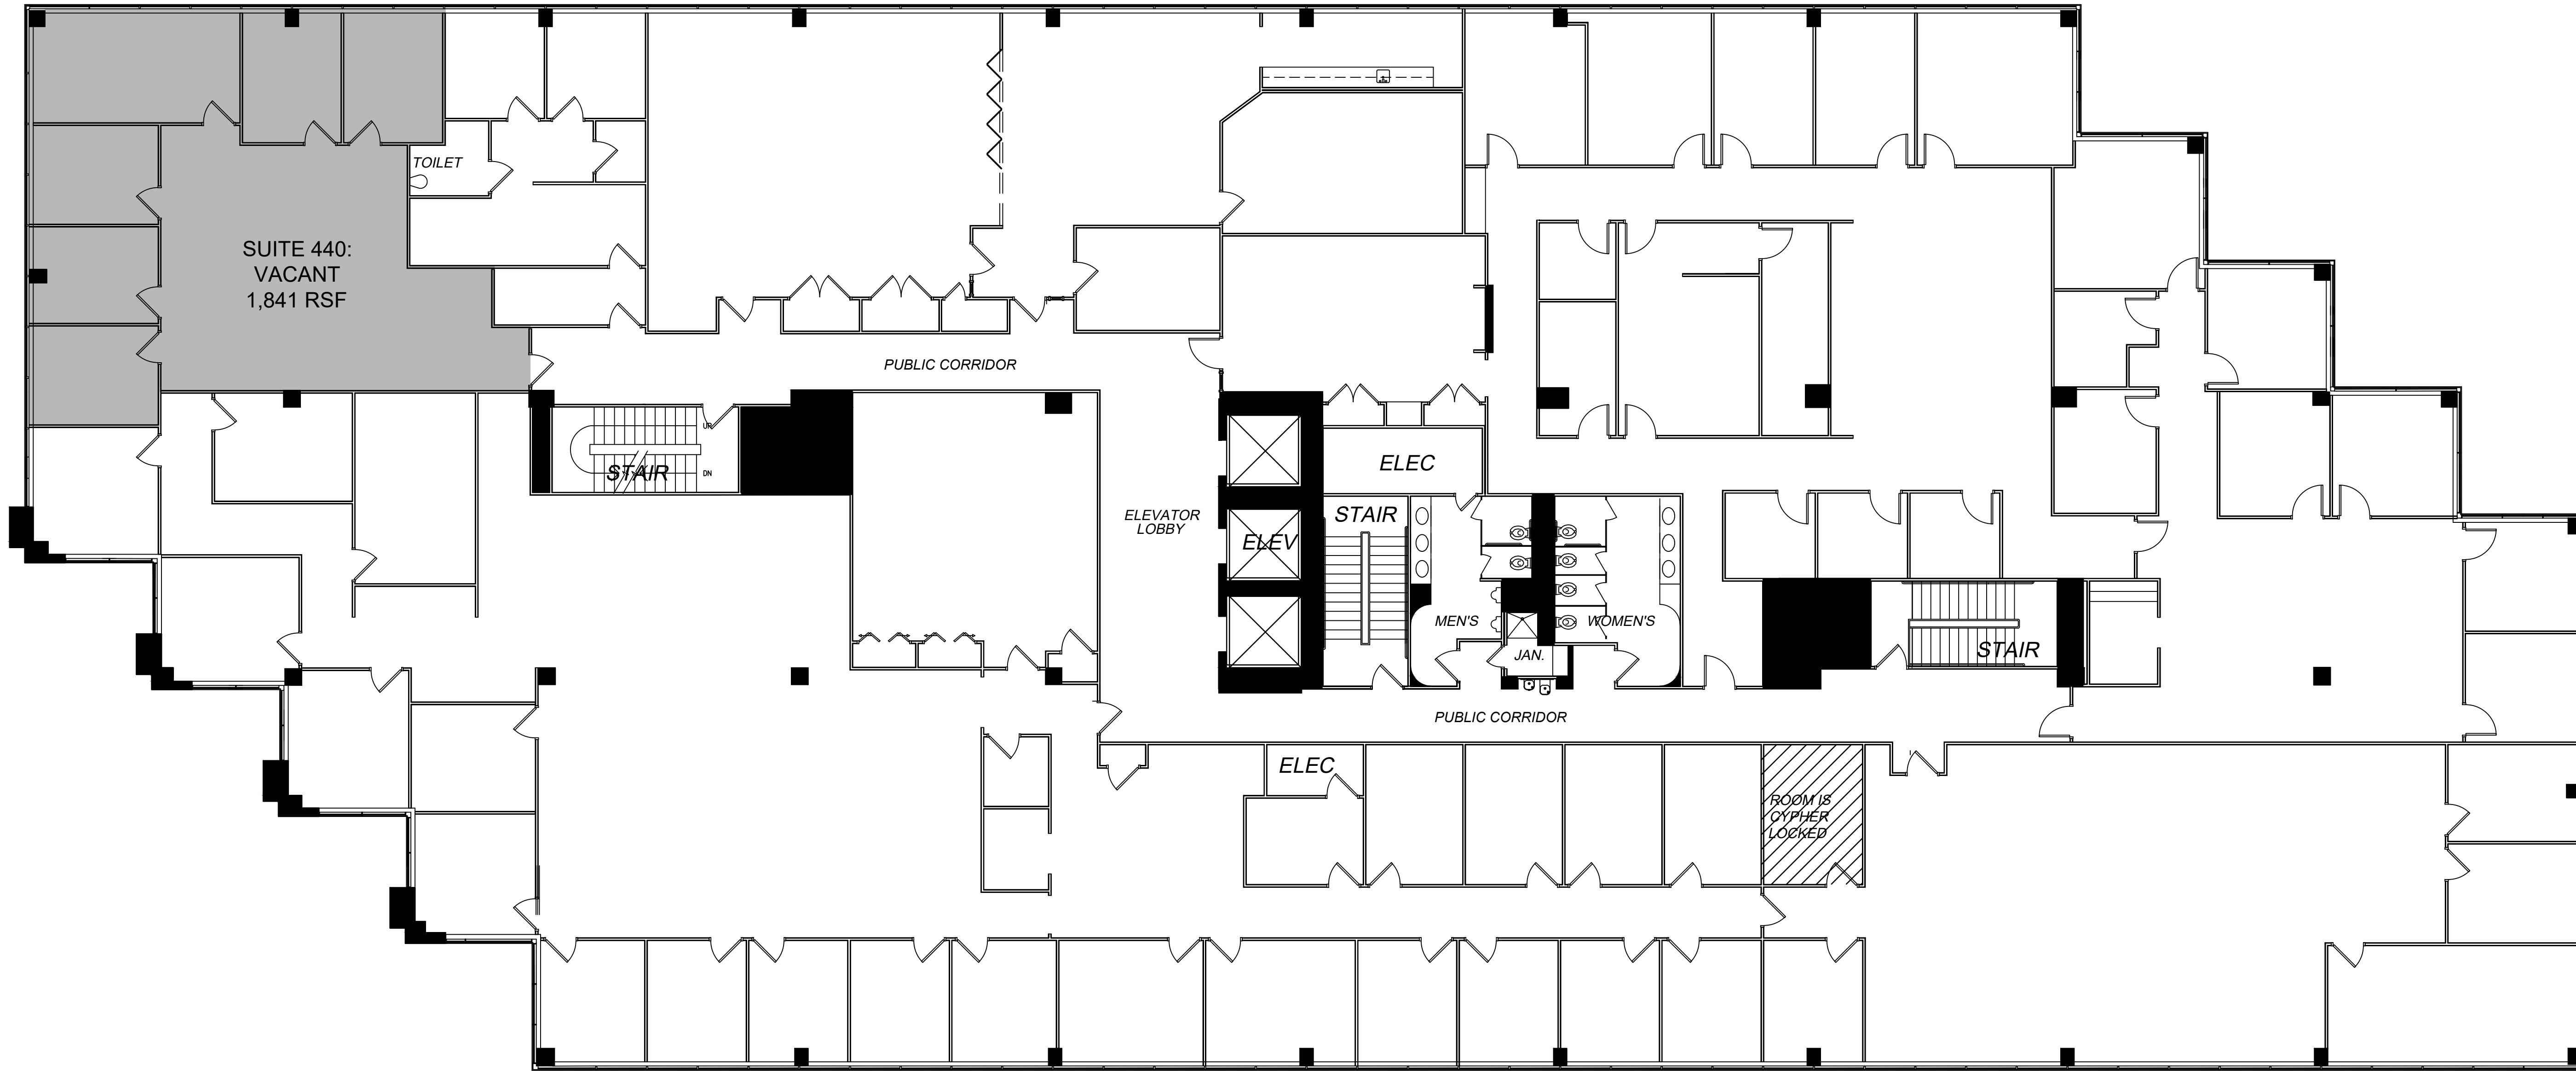 TOILET
SUITE 440:
VACANT
1,841 RSF
PUBLIC CORRIDOR
UP
STAIR
DN
ELEC
ELEVATOR
LOBBY
STAIR
ELEV
MEN'S
WOMEN'S
JAN.
STAIR
PUBLIC CORRIDOR
ELEC
ROOM IS
CYPHER
LOCKED